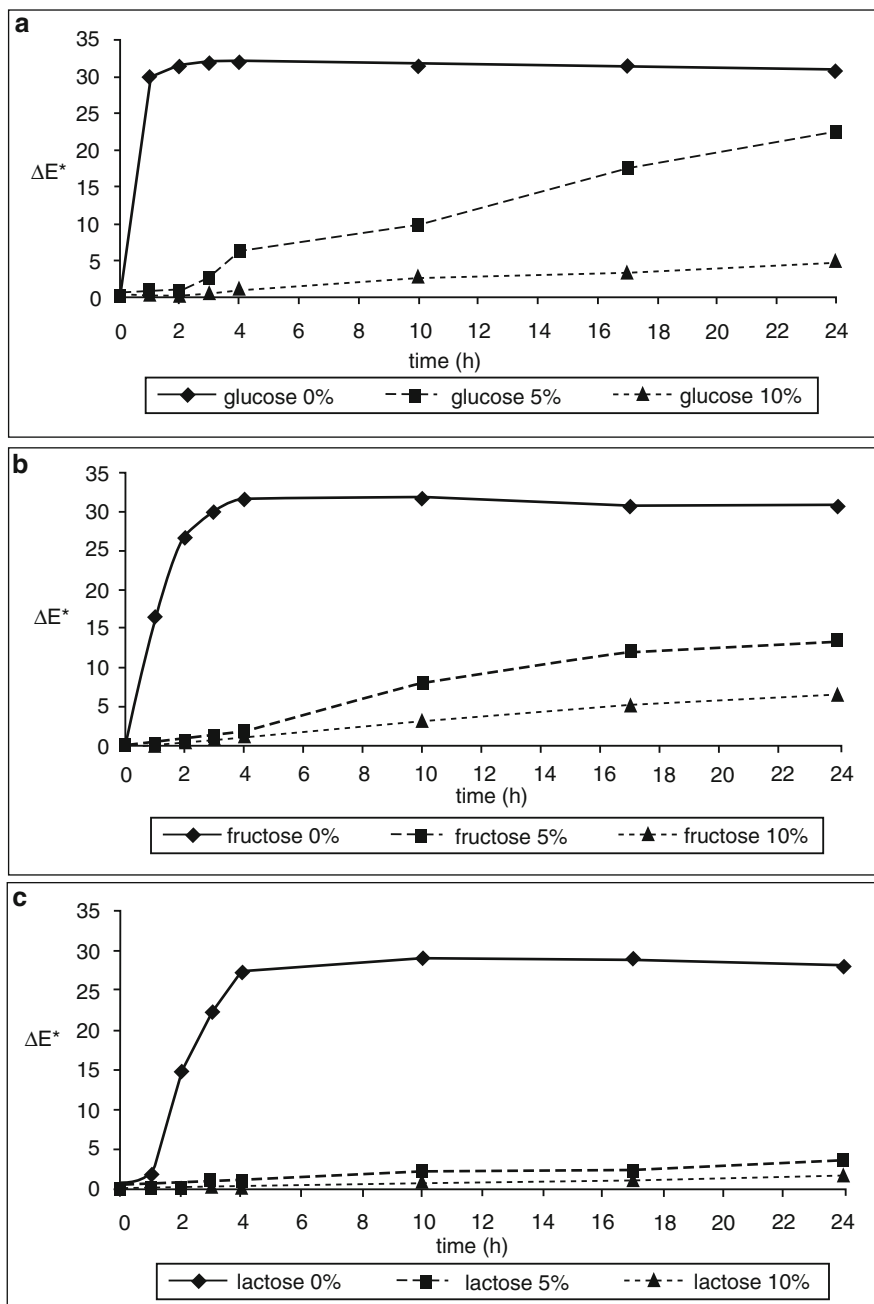 a
35
30
25
20
15
10
5
0
ΔE*
0 2 4 6 8 10 12 14 16 18 20 22 24
time (h)
glucose 0% glucose 5% glucose 10%
b
35
30
25
20
15
10
5
0
ΔE*
0 2 4 6 8 10 12 14 16 18 20 22 24
time (h)
fructose 0% fructose 5% fructose 10%
c
35
30
25
20
15
10
5
0
ΔE*
0 2 4 6 8 10 12 14 16 18 20 22 24
time (h)
lactose 0% lactose 5% lactose 10%